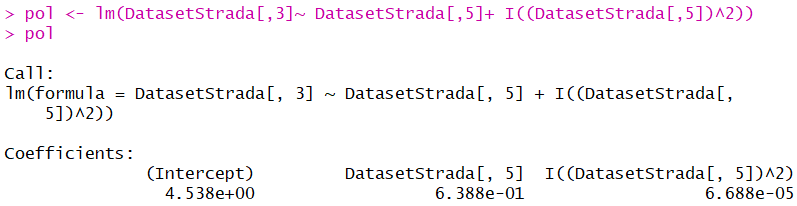 > pol <- lm(DatasetStrada[,3]~ DatasetStrada[,5]+ I((DatasetStrada[,5])^2))
> pol
Call:
lm(formula = DatasetStrada[, 3] ~ DatasetStrada[, 5] + I((DatasetStrada[,
5])^2))
Coefficients:
(Intercept) DatasetStrada[, 5] I((DatasetStrada[, 5])^2)
4.538e+00 6.388e-01 6.688e-05